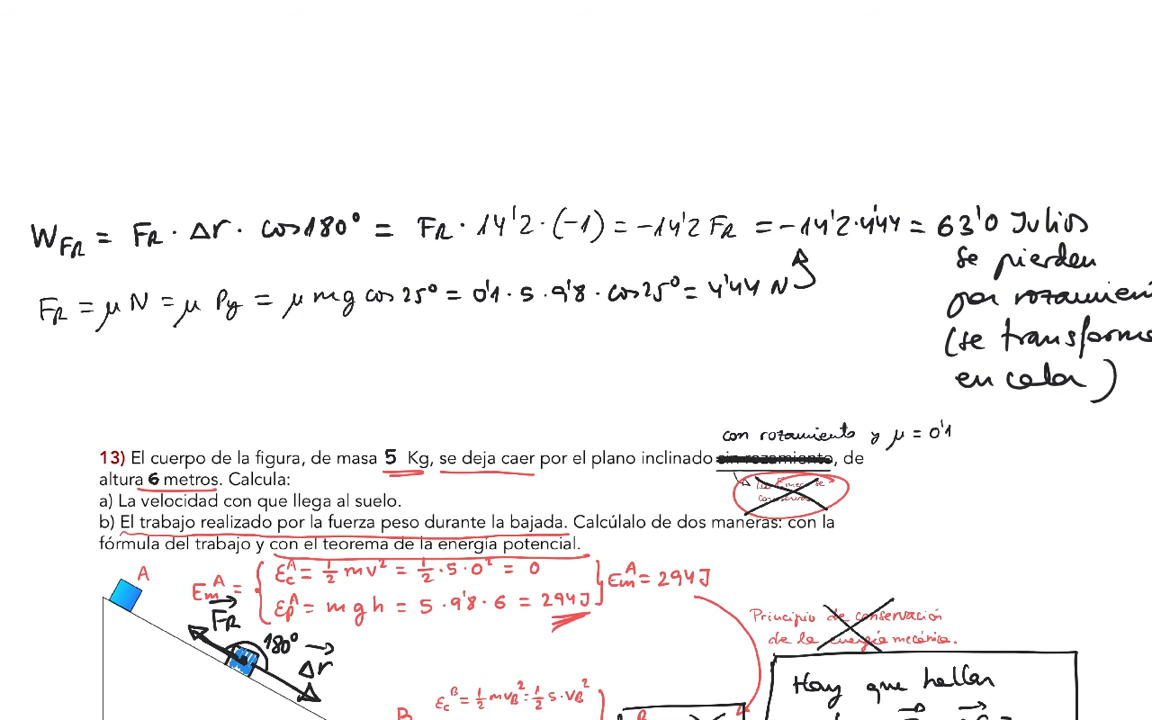 W_FR = FR · Δr · cos 180° = FR · 14'2 · (-1) = -14'2 FR = -14'2 · 4'44 = 63'0 Julios
se pierden
FR = μ N = μ Py = μ m g cos 25° = 0'1 · 5 · 9'8 · cos 25° = 4'44 N
por rozamient
(se transforma
en calor)
con rozamiento y μ = 0'1
13) El cuerpo de la figura, de masa 5 Kg, se deja caer por el plano inclinado sin rozamiento, de
altura 6 metros. Calcula:
a) La velocidad con que llega al suelo.
b) El trabajo realizado por la fuerza peso durante la bajada. Calcúlalo de dos maneras: con la
fórmula del trabajo y con el teorema de la energía potencial.
A
Em^A = { Ec^A = 1/2 m v² = 1/2 · 5 · 0² = 0
Ep^A = m g h = 5 · 9'8 · 6 = 294 J } Em^A = 294 J
FR
180°
Δr
Principio de conservación
de la energía mecánica.
Hay que hallar
Ec^B = 1/2 m vB² = 1/2 5 · vB²
B